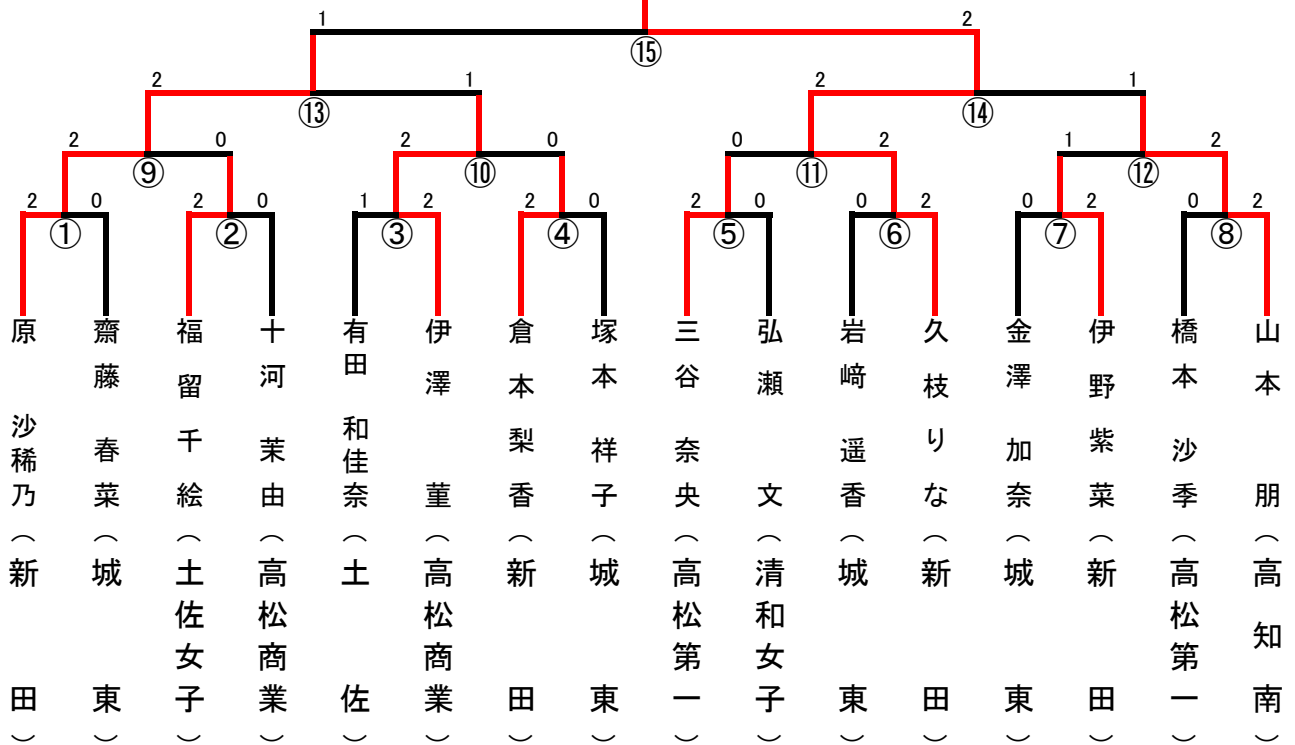 1 2
⑮
2 1 2 1
⑬ ⑭
2 0 2 0 0 2 1 2
⑨ ⑩ ⑪ ⑫
2 0 2 0 1 2 2 0 2 0 0 2 0 2 0 2
① ② ③ ④ ⑤ ⑥ ⑦ ⑧
原 沙稀乃（新田）
齋藤 春菜（城東）
福留千絵（土佐女子）
十河 茉由（高松商業）
有田 和佳奈（土佐）
伊澤 菫（高松商業）
倉本梨香（新田）
塚本 祥子（城東）
三谷 奈央（高松第一）
弘瀬 文（清和女子）
岩﨑 遥香（城東）
久枝りな（新田）
金澤 加奈（城東）
伊野紫菜（新田）
橋本 沙季（高松第一）
山本 朋（高知南）